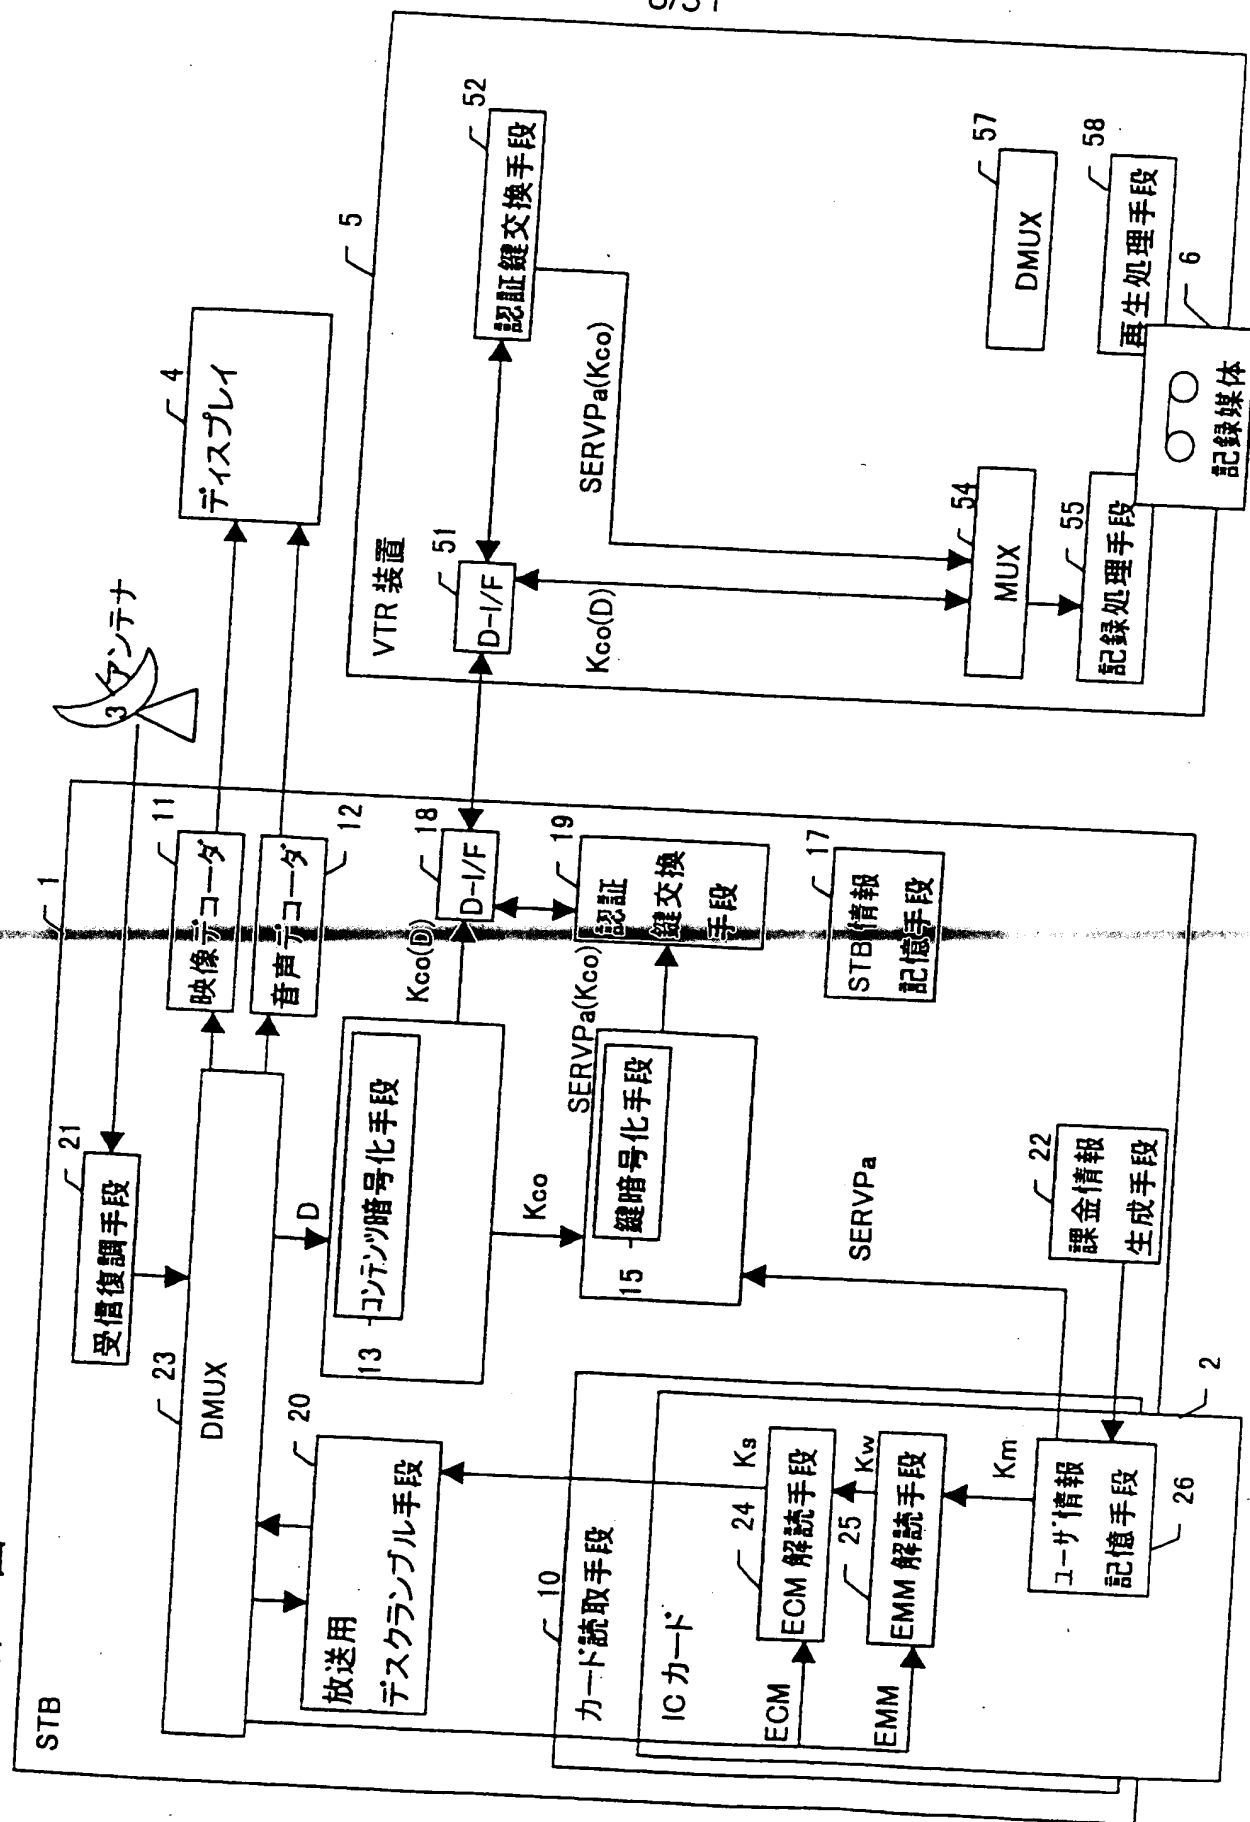 STB
1
アンテナ
3
受信復調手段
21
DMUX
23
映像デコーダ
11
音声デコーダ
12
ディスプレイ
4
放送用
デスクランブル手段
20
D
コンテンツ暗号化手段
13
Kco(D)
Kco
D-I/F
18
認証
鍵交換
手段
19
SERVPa(Kco)
鍵暗号化手段
15
STB情報
記憶手段
17
SERVPa
課金情報
生成手段
22
カード読取手段
10
ICカード
2
ECM
ECM解読手段
24
Ks
EMM
EMM解読手段
25
Kw
Km
ユーザ情報
記憶手段
26
VTR装置
5
D-I/F
51
認証鍵交換手段
52
SERVPa(Kco)
Kco(D)
MUX
54
記録処理手段
55
DMUX
57
再生処理手段
58
記録媒体
6